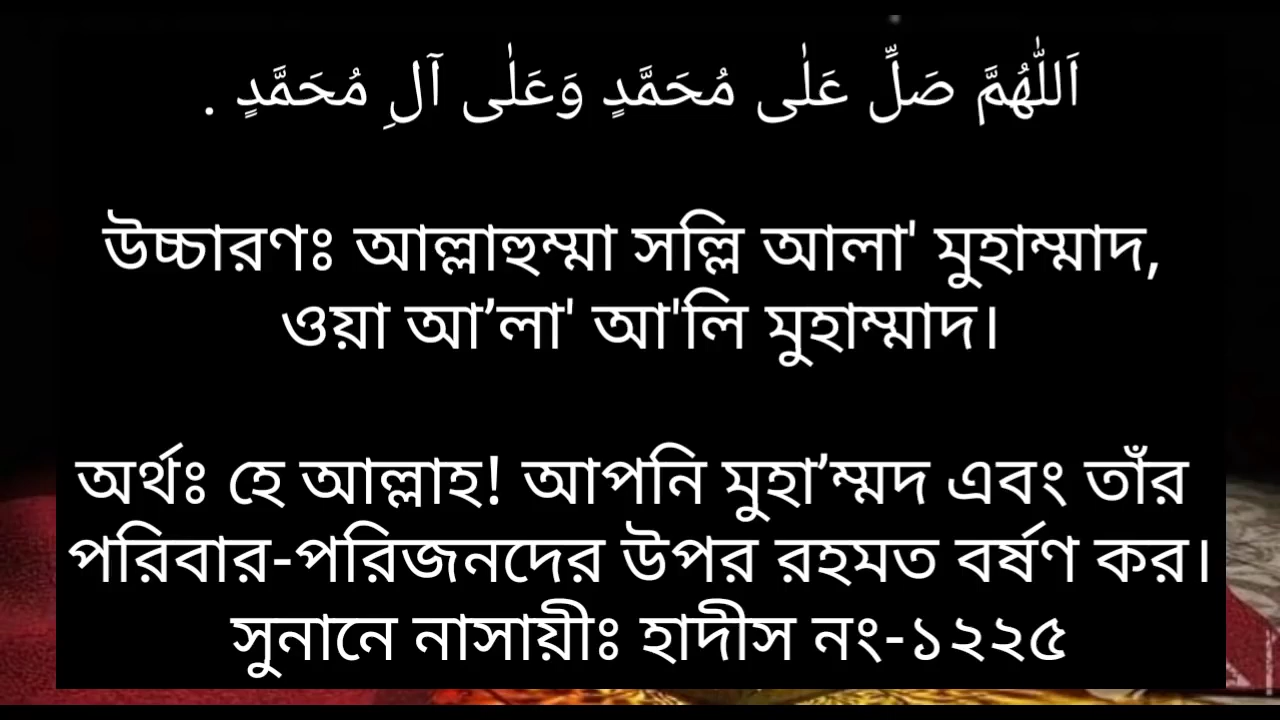 اَللّٰهُمَّ صَلِّ عَلٰى مُحَمَّدٍ وَعَلٰى آلِ مُحَمَّدٍ .
উচ্চারণঃ আল্লাহুম্মা সল্লি আলা' মুহাম্মাদ,
ওয়া আ’লা' আ'লি মুহাম্মাদ।
অর্থঃ হে আল্লাহ! আপনি মুহা’ম্মদ এবং তাঁর
পরিবার-পরিজনদের উপর রহমত বর্ষণ কর।
সুনানে নাসায়ীঃ হাদীস নং-১২২৫